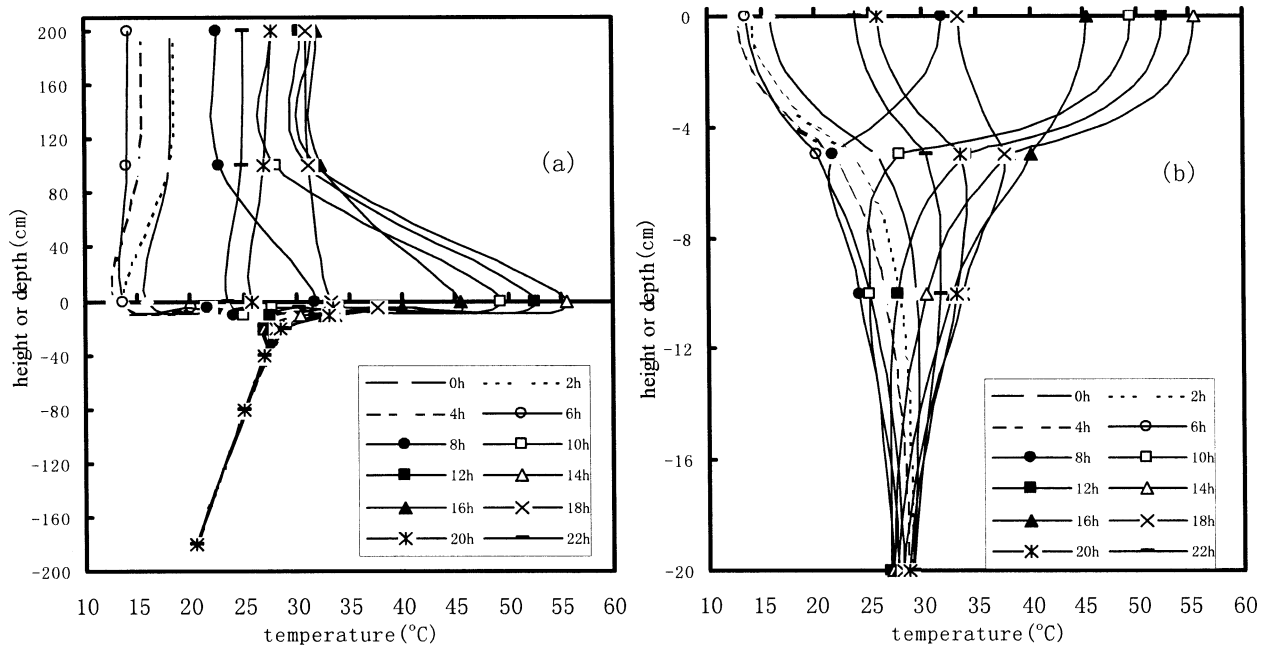 200
160
120
80
40
0
-40
-80
-120
-160
-200
height or depth(cm)
(a)
0h 2h
4h 6h
8h 10h
12h 14h
16h 18h
20h 22h
10 15 20 25 30 35 40 45 50 55 60
temperature(°C)
0
-4
-8
-12
-16
-20
height or depth(cm)
(b)
0h 2h
4h 6h
8h 10h
12h 14h
16h 18h
20h 22h
10 15 20 25 30 35 40 45 50 55 60
temperature(°C)